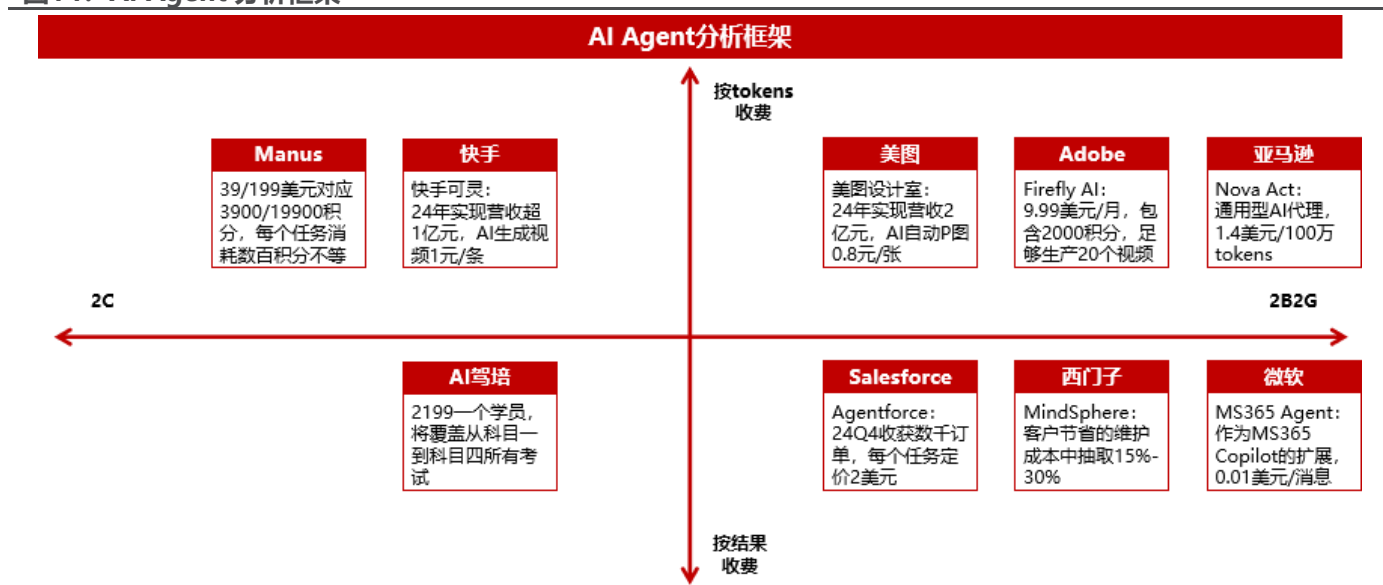 AI Agent分析框架
按tokens
收费
Manus
39/199美元对应
3900/19900积
分，每个任务消
耗数百积分不等
快手
快手可灵：
24年实现营收超
1亿元，AI生成视
频1元/条
美图
美图设计室：
24年实现营收2
亿元，AI自动P图
0.8元/张
Adobe
Firefly AI：
9.99美元/月，包
含2000积分，足
够生产20个视频
亚马逊
Nova Act：
通用型AI代理，
1.4美元/100万
tokens
2C
2B2G
AI驾培
2199一个学员，
将覆盖从科目一
到科目四所有考
试
Salesforce
Agentforce：
24Q4收获数千订
单，每个任务定
价2美元
西门子
MindSphere：
客户节省的维护
成本中抽取15%-
30%
微软
MS365 Agent：
作为MS365
Copilot的扩展，
0.01美元/消息
按结果
收费